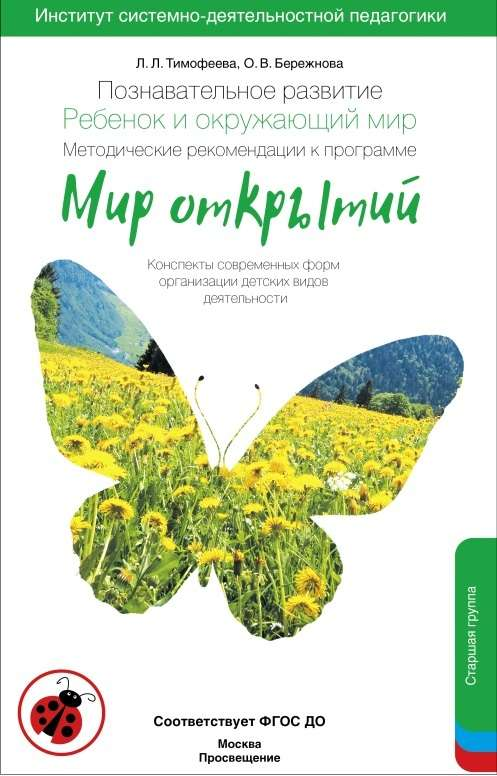 Институт системно-деятельностной педагогики
Л. Л. Тимофеева, О. В. Бережнова
Познавательное развитие
Ребенок и окружающий мир
Методические рекомендации к программе
Мир открытий
Конспекты современных форм
организации детских видов
деятельности
Старшая группа
Соответствует ФГОС ДО
Москва
Просвещение